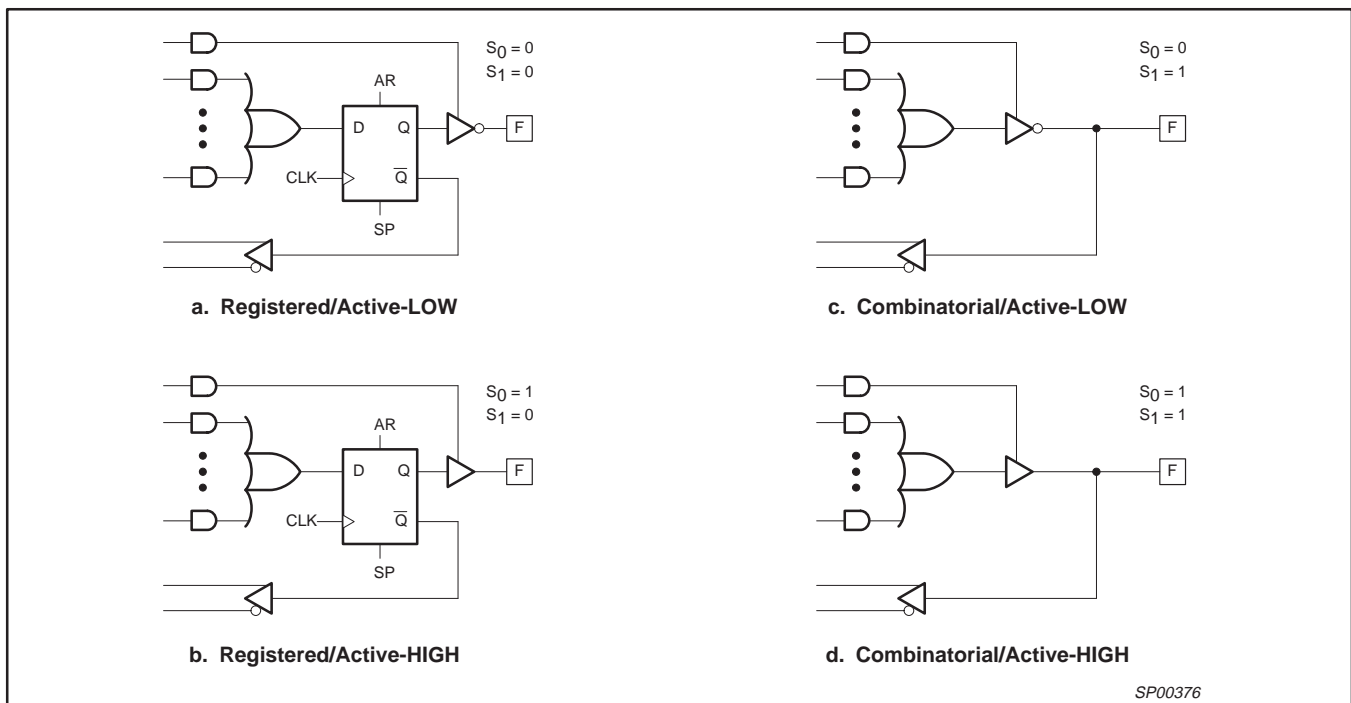 S0 = 0
S1 = 0
AR
D Q
F
CLK
Q̅
SP
a. Registered/Active-LOW
S0 = 0
S1 = 1
F
c. Combinatorial/Active-LOW
S0 = 1
S1 = 0
AR
D Q
F
CLK
Q̅
SP
b. Registered/Active-HIGH
S0 = 1
S1 = 1
F
d. Combinatorial/Active-HIGH
SP00376